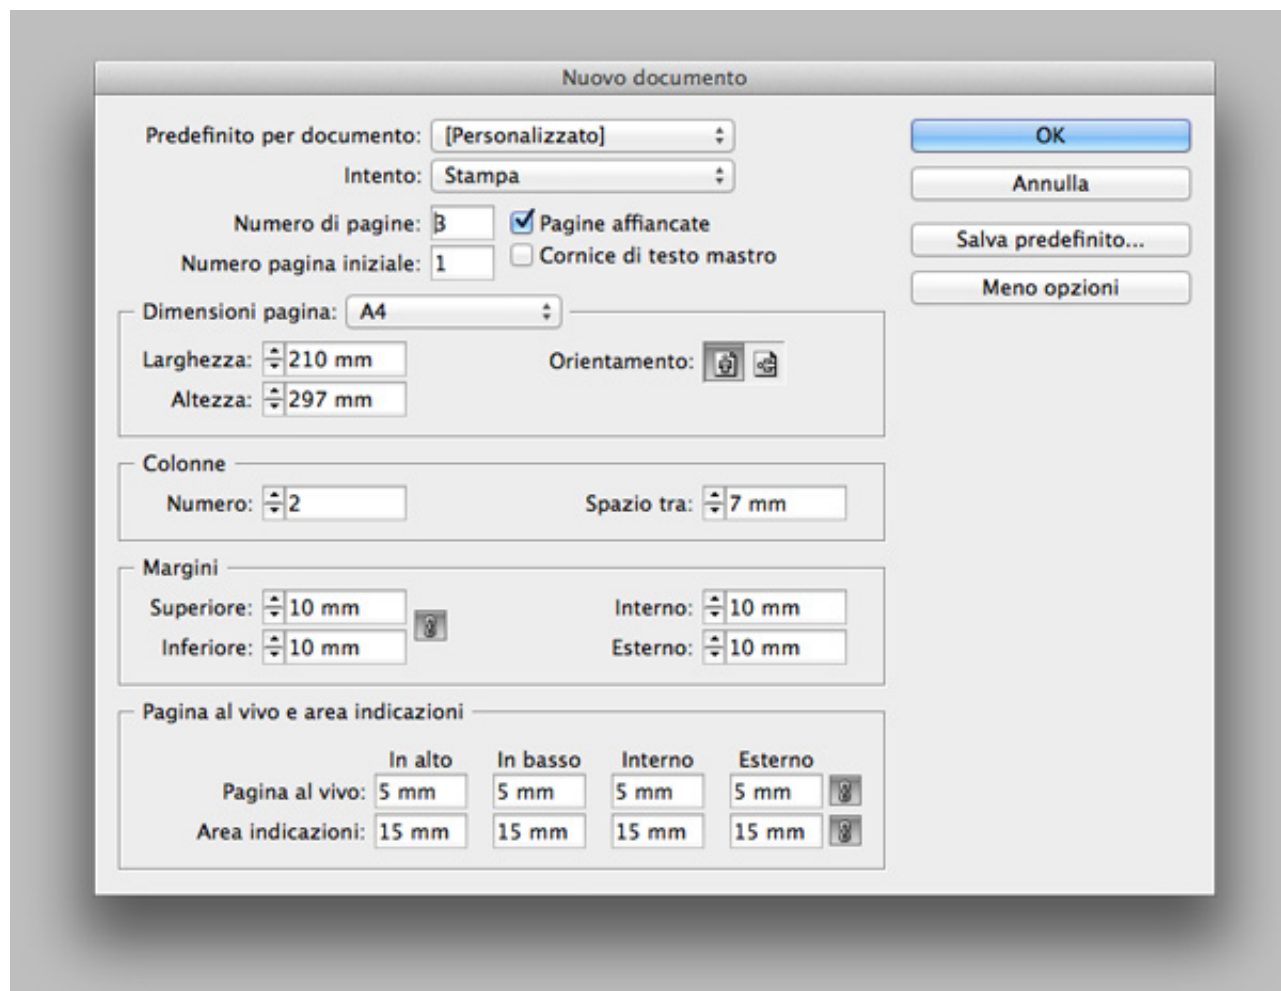 Nuovo documento
Predefinito per documento: [Personalizzato]
OK
Intento: Stampa
Annulla
Numero di pagine: 3 Pagine affiancate
Salva predefinito...
Numero pagina iniziale: 1 Cornice di testo mastro
Meno opzioni
Dimensioni pagina: A4
Larghezza: 210 mm Orientamento:
Altezza: 297 mm
Colonne
Numero: 2 Spazio tra: 7 mm
Margini
Superiore: 10 mm Interno: 10 mm
Inferiore: 10 mm Esterno: 10 mm
Pagina al vivo e area indicazioni
In alto In basso Interno Esterno
Pagina al vivo: 5 mm 5 mm 5 mm 5 mm
Area indicazioni: 15 mm 15 mm 15 mm 15 mm